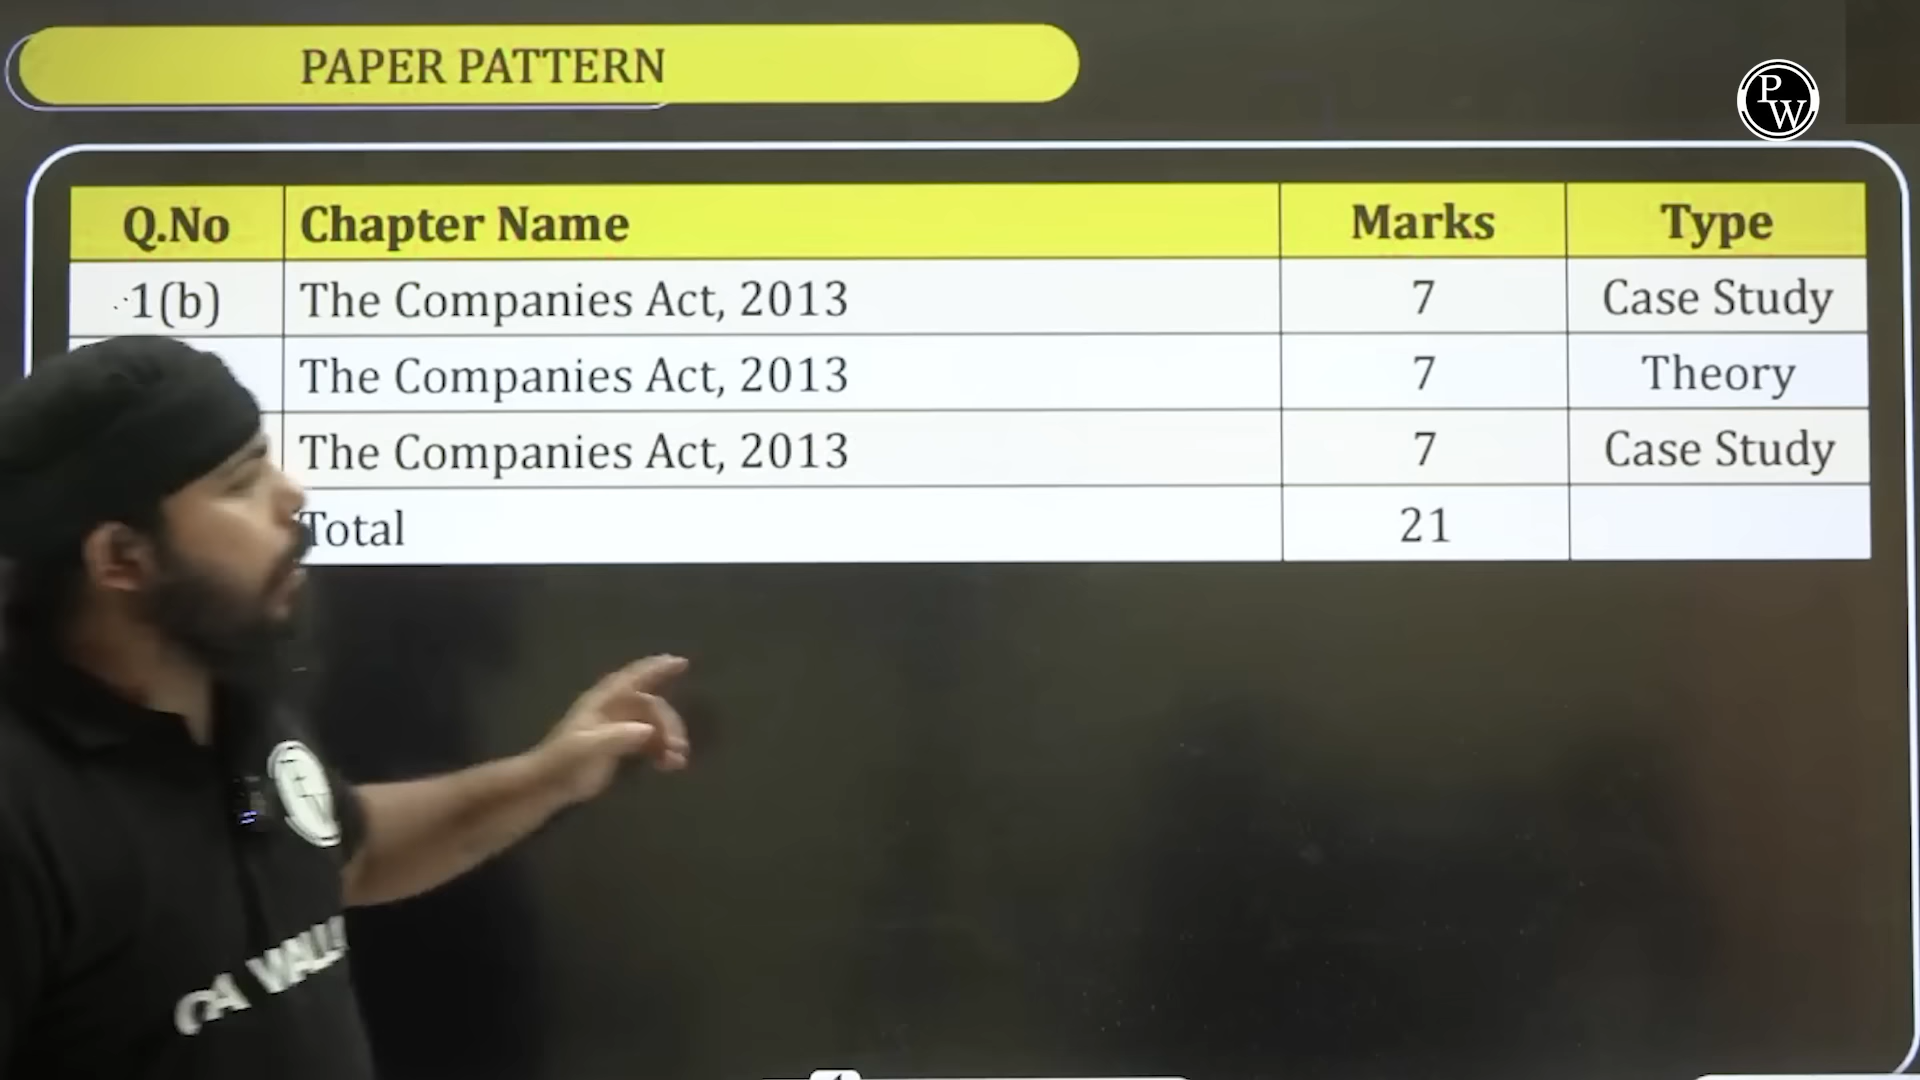 PAPER PATTERN
PW
Q.No Chapter Name Marks Type
1(b) The Companies Act, 2013 7 Case Study
The Companies Act, 2013 7 Theory
The Companies Act, 2013 7 Case Study
Total 21
CA